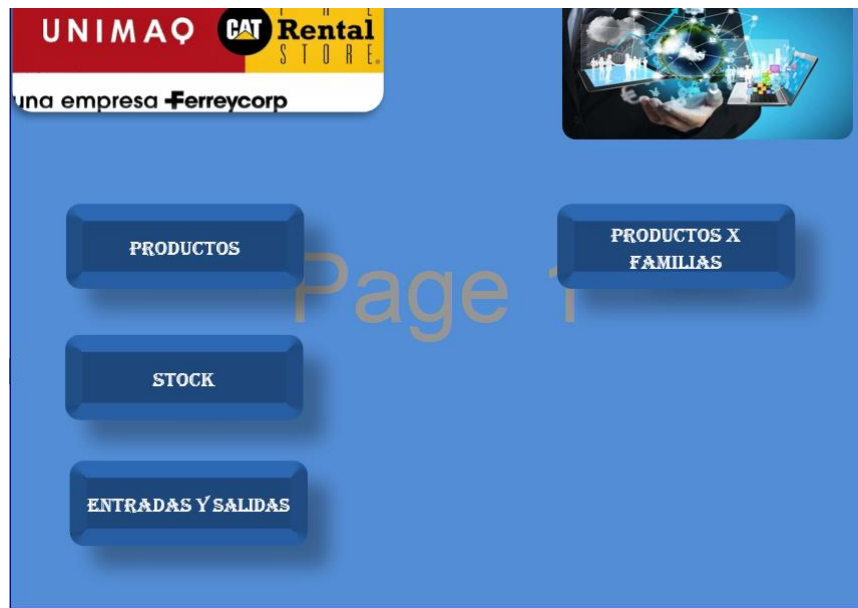 UNIMAQ
CAT
Rental
STORE
una empresa Ferreycorp
PRODUCTOS
PRODUCTOS X
FAMILIAS
Page 1
STOCK
ENTRADAS Y SALIDAS